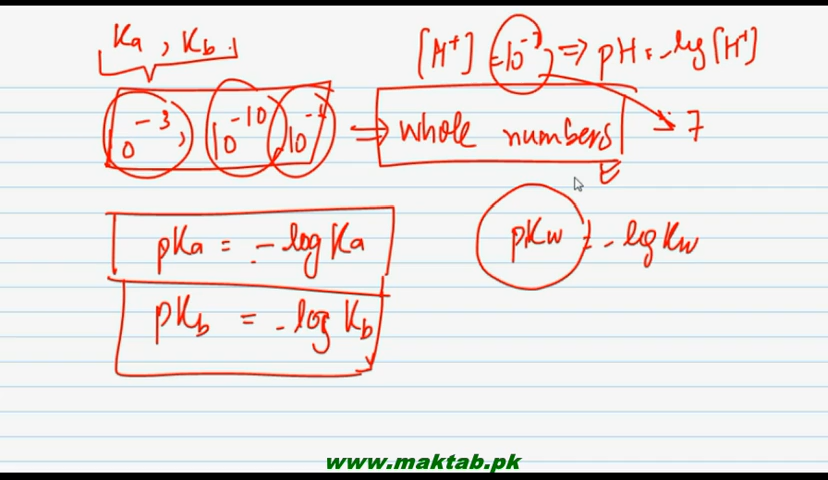 Ka, Kb.
[H⁺] = 10⁻⁷ => pH = -log[H⁺]
10⁻³, 10⁻¹⁰, 10⁻¹ => whole numbers
7
pKa = -log Ka
pKw = -log Kw
pKb = -log Kb
www.maktab.pk